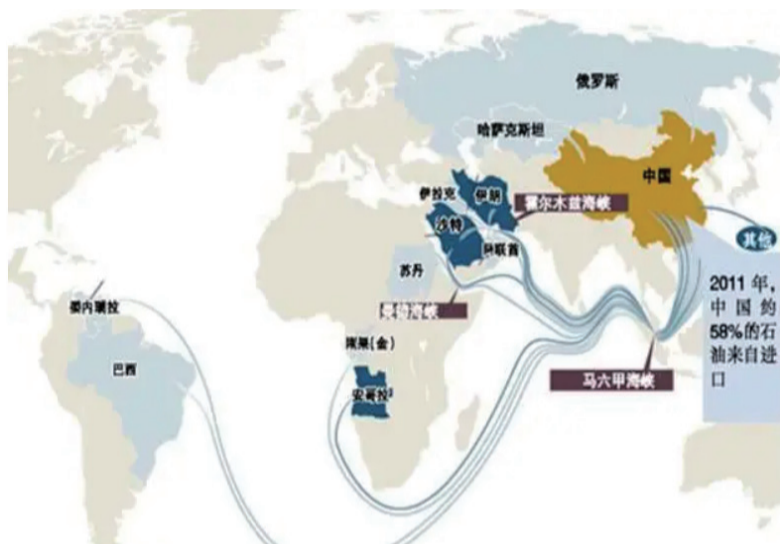 俄罗斯
哈萨克斯坦
中国
伊拉克
伊朗
霍尔木兹海峡
沙特
阿联酋
其他
苏丹
曼德海峡
委内瑞拉
刚果(金)
巴西
安哥拉
马六甲海峡
2011 年,
中 国 约
58%的石
油来自进
口